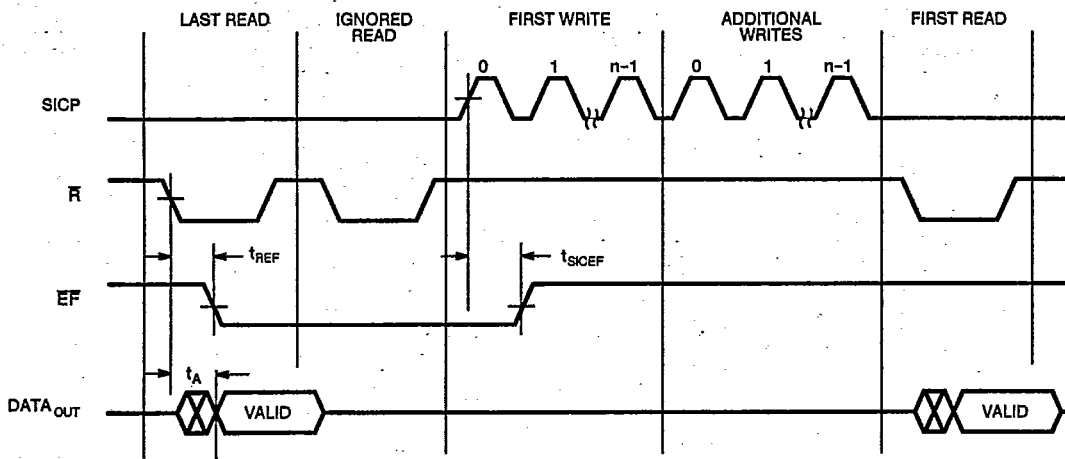 LAST READ
IGNORED
READ
FIRST WRITE
ADDITIONAL
WRITES
FIRST READ
0 1 n-1 0 1 n-1
SICP
R̅
tREF
tSICEF
E̅F̅
tA
DATAOUT
VALID
VALID